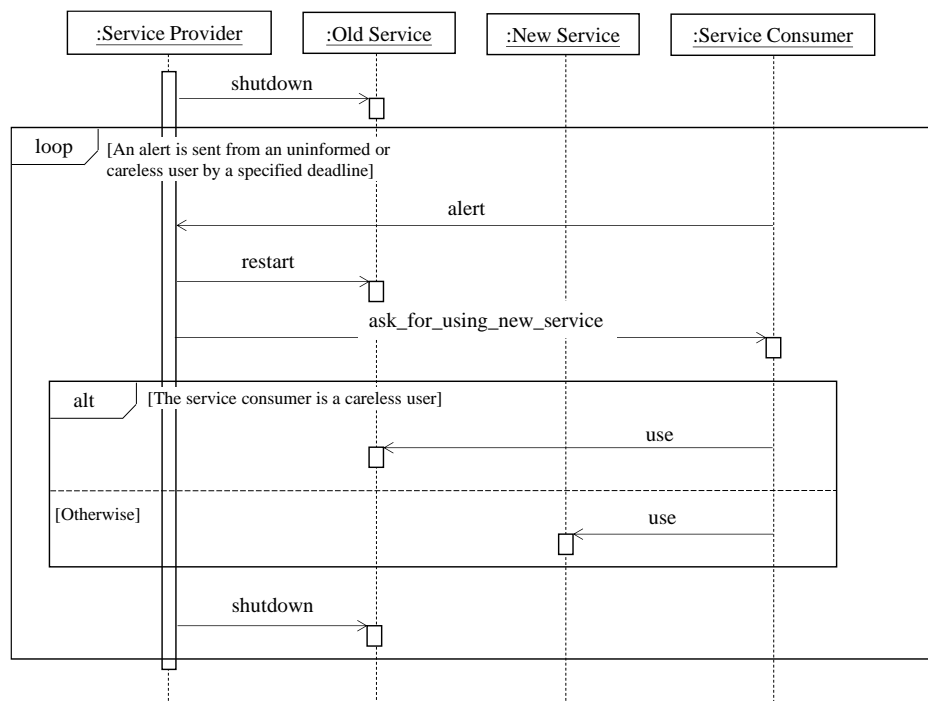 :Service Provider
:Old Service
:New Service
:Service Consumer
shutdown
loop
[An alert is sent from an uninformed or
careless user by a specified deadline]
alert
restart
ask_for_using_new_service
alt
[The service consumer is a careless user]
use
[Otherwise]
use
shutdown